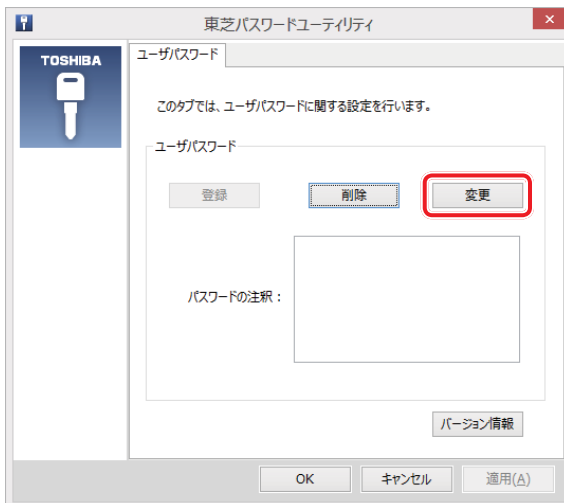 東芝パスワードユーティリティ
TOSHIBA
ユーザパスワード
このタブでは、ユーザパスワードに関する設定を行います。
ユーザパスワード
登録 削除 変更
パスワードの注釈：
バージョン情報
OK キャンセル 適用(A)